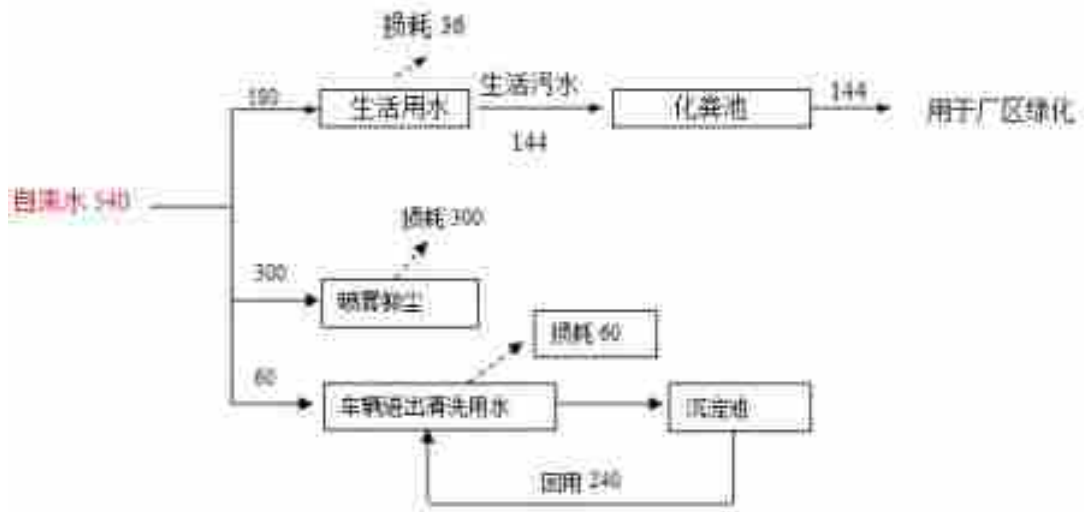 损耗 36
180
生活用水
生活污水
144
化粪池
144
用于厂区绿化
自来水 540
损耗 300
300
喷雾抑尘
损耗 60
60
车辆进出清洗用水
沉淀池
回用 240